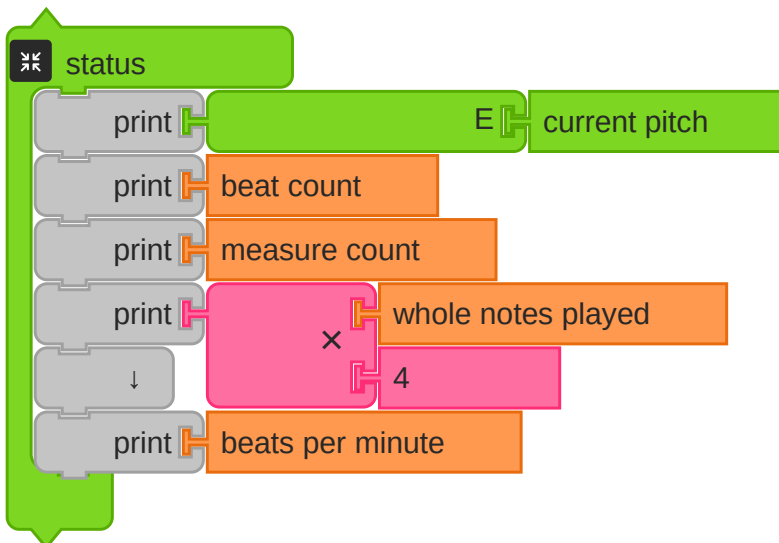 status
print E current pitch
print beat count
print measure count
print × whole notes played
↓ 4
print beats per minute